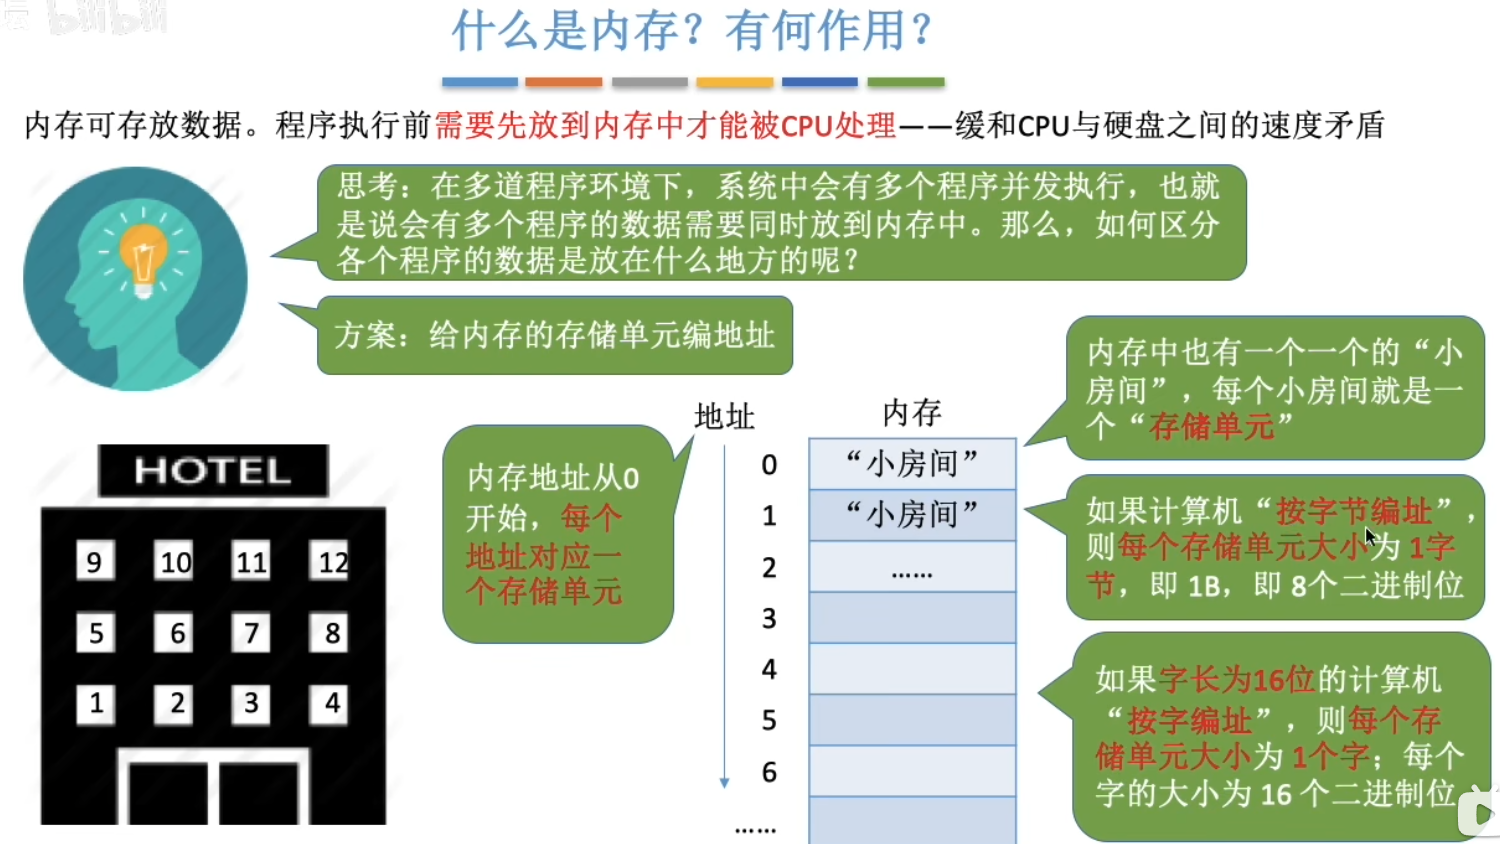 什么是内存？有何作用？
内存可存放数据。程序执行前需要先放到内存中才能被CPU处理——缓和CPU与硬盘之间的速度矛盾
思考：在多道程序环境下，系统中会有多个程序并发执行，也就
是说会有多个程序的数据需要同时放到内存中。那么，如何区分
各个程序的数据是放在什么地方的呢？
方案：给内存的存储单元编地址
HOTEL
9 10 11 12
5 6 7 8
1 2 3 4
内存地址从0
开始，每个
地址对应一
个存储单元
地址 内存
0 “小房间”
1 “小房间”
2 ……
3
4
5
6
……
内存中也有一个一个的“小
房间”，每个小房间就是一
个“存储单元”
如果计算机“按字节编址”，
则每个存储单元大小为 1字
节，即 1B，即 8个二进制位
如果字长为16位的计算机
“按字编址”，则每个存
储单元大小为 1个字；每个
字的大小为 16 个二进制位